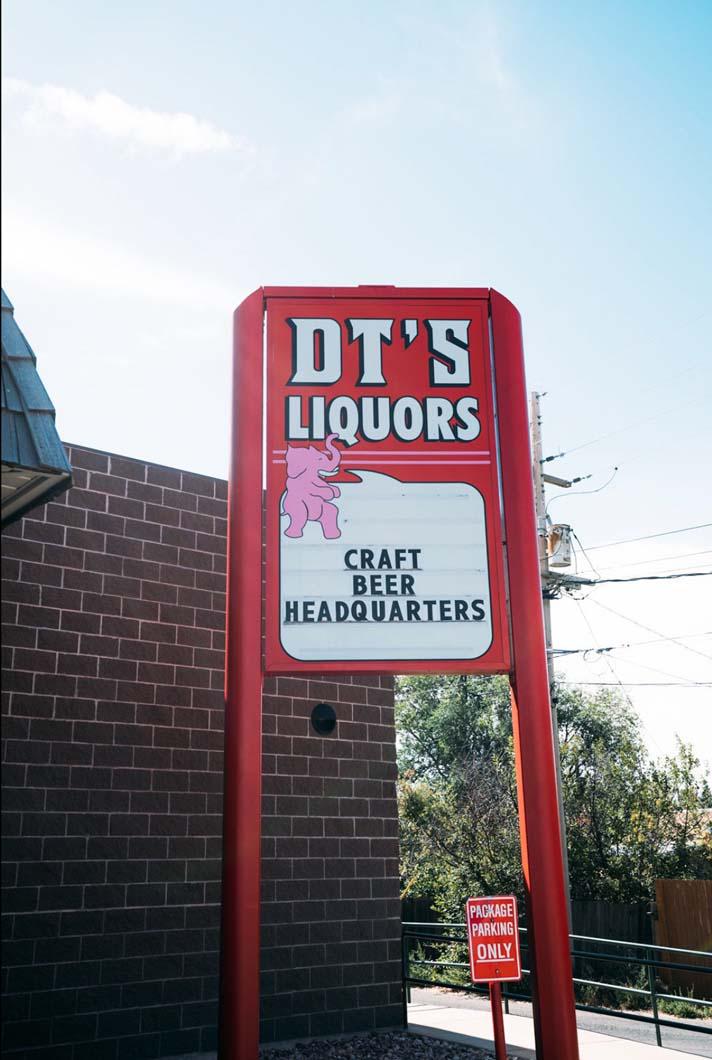 DT'S
LIQUORS
CRAFT
BEER
HEADQUARTERS
PACKAGE
PARKING
ONLY